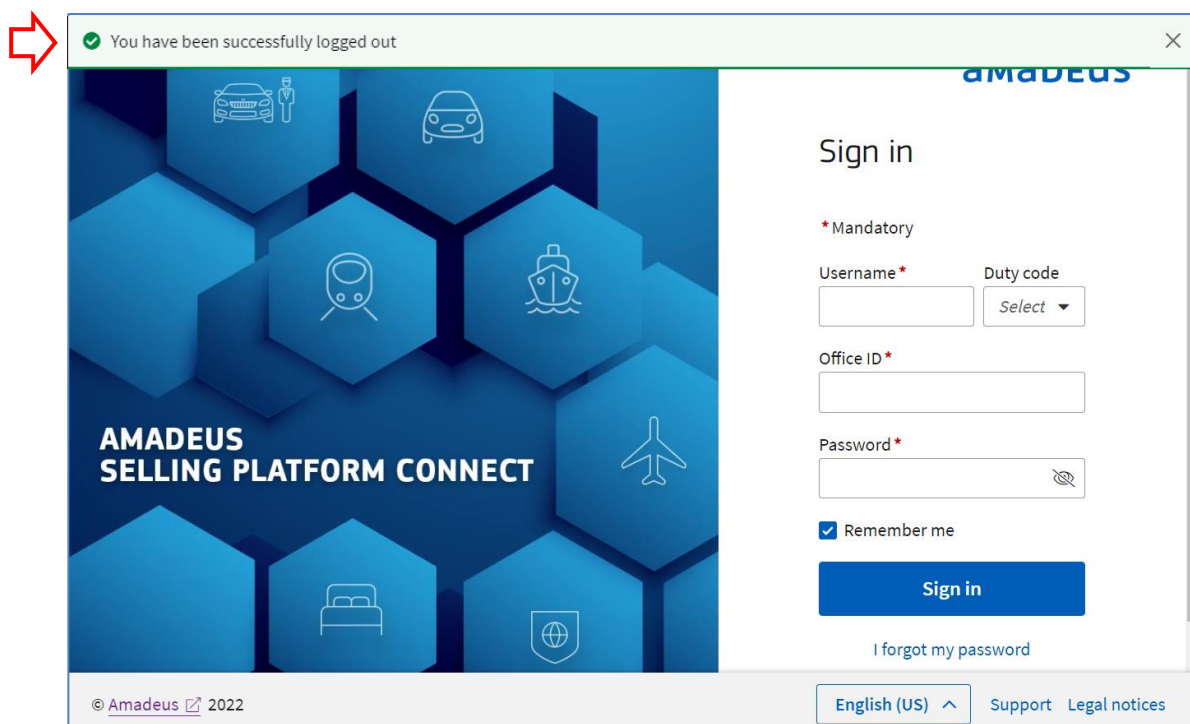 You have been successfully logged out
aMaDEUS
Sign in
* Mandatory
Username *
Duty code
Select
Office ID *
Password *
Remember me
Sign in
I forgot my password
AMADEUS
SELLING PLATFORM CONNECT
© Amadeus 2022
English (US)
Support
Legal notices